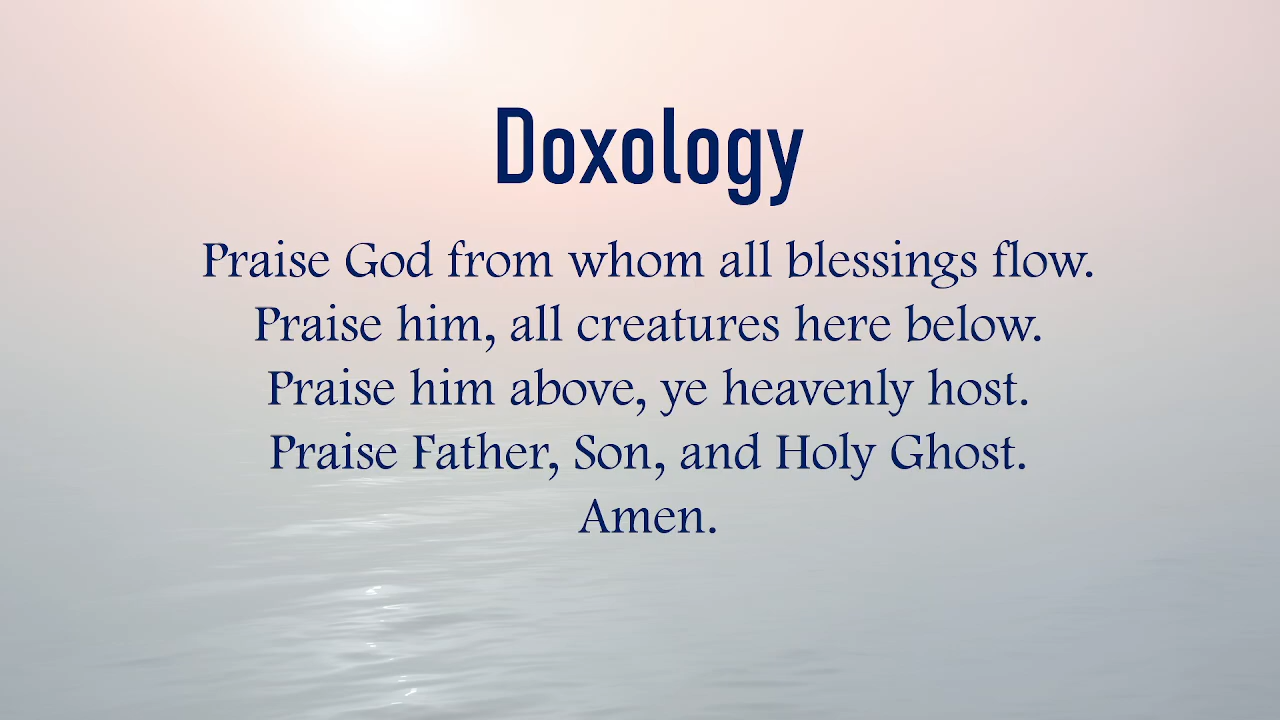 Doxology
Praise God from whom all blessings flow.
Praise him, all creatures here below.
Praise him above, ye heavenly host.
Praise Father, Son, and Holy Ghost.
Amen.